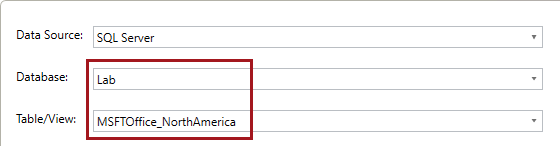 Data Source: SQL Server
Database: Lab
Table/View: MSFTOffice_NorthAmerica